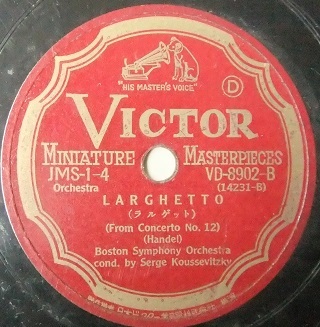 "HIS MASTER'S VOICE"
D
VICTOR
MINIATURE MASTERPIECES
JMS-1-4 VD-8902-B
Orchestra (14231-B)
LARGHETTO
(ラルゲット)
(From Concerto No. 12)
(Handel)
Boston Symphony Orchestra
cond. by Serge Koussevitzky